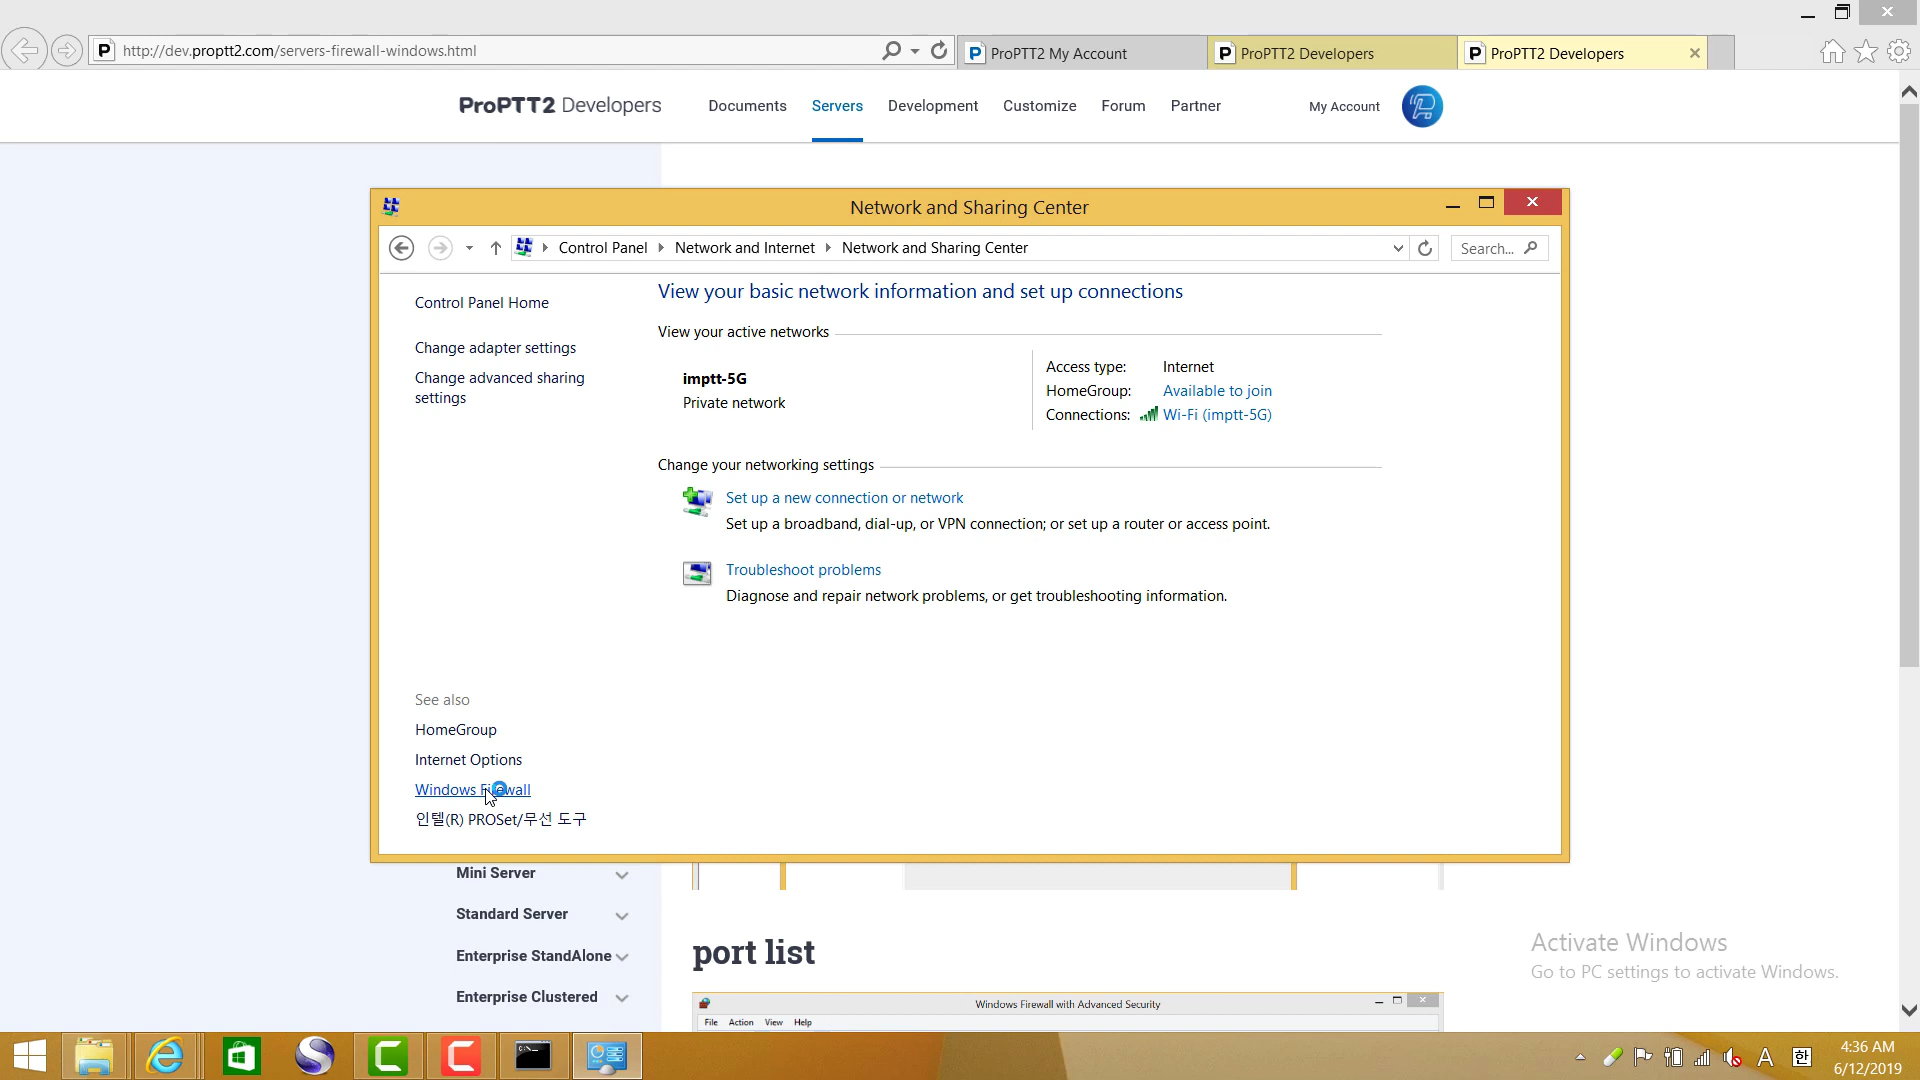 http://dev.proptt2.com/servers-firewall-windows.html
ProPTT2 My Account
ProPTT2 Developers
ProPTT2 Developers
ProPTT2 Developers
Documents
Servers
Development
Customize
Forum
Partner
My Account
Network and Sharing Center
Control Panel
Network and Internet
Network and Sharing Center
Search...
Control Panel Home
Change adapter settings
Change advanced sharing
settings
View your basic network information and set up connections
View your active networks
imptt-5G
Private network
Access type: Internet
HomeGroup: Available to join
Connections: Wi-Fi (imptt-5G)
Change your networking settings
Set up a new connection or network
Set up a broadband, dial-up, or VPN connection; or set up a router or access point.
Troubleshoot problems
Diagnose and repair network problems, or get troubleshooting information.
See also
HomeGroup
Internet Options
Windows Firewall
인텔(R) PROSet/무선 도구
Mini Server
Standard Server
Enterprise StandAlone
Enterprise Clustered
port list
Windows Firewall with Advanced Security
File Action View Help
Activate Windows
Go to PC settings to activate Windows.
A
한
4:36 AM
6/12/2019